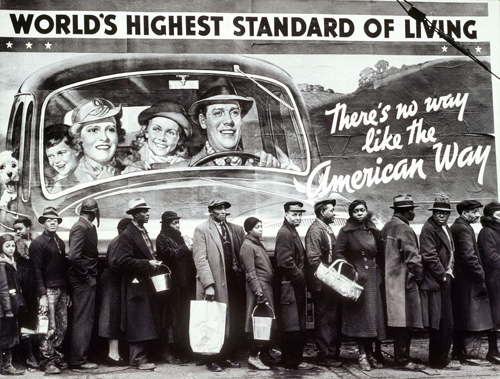 WORLD'S HIGHEST STANDARD OF LIVING
There's no way
like the
American Way